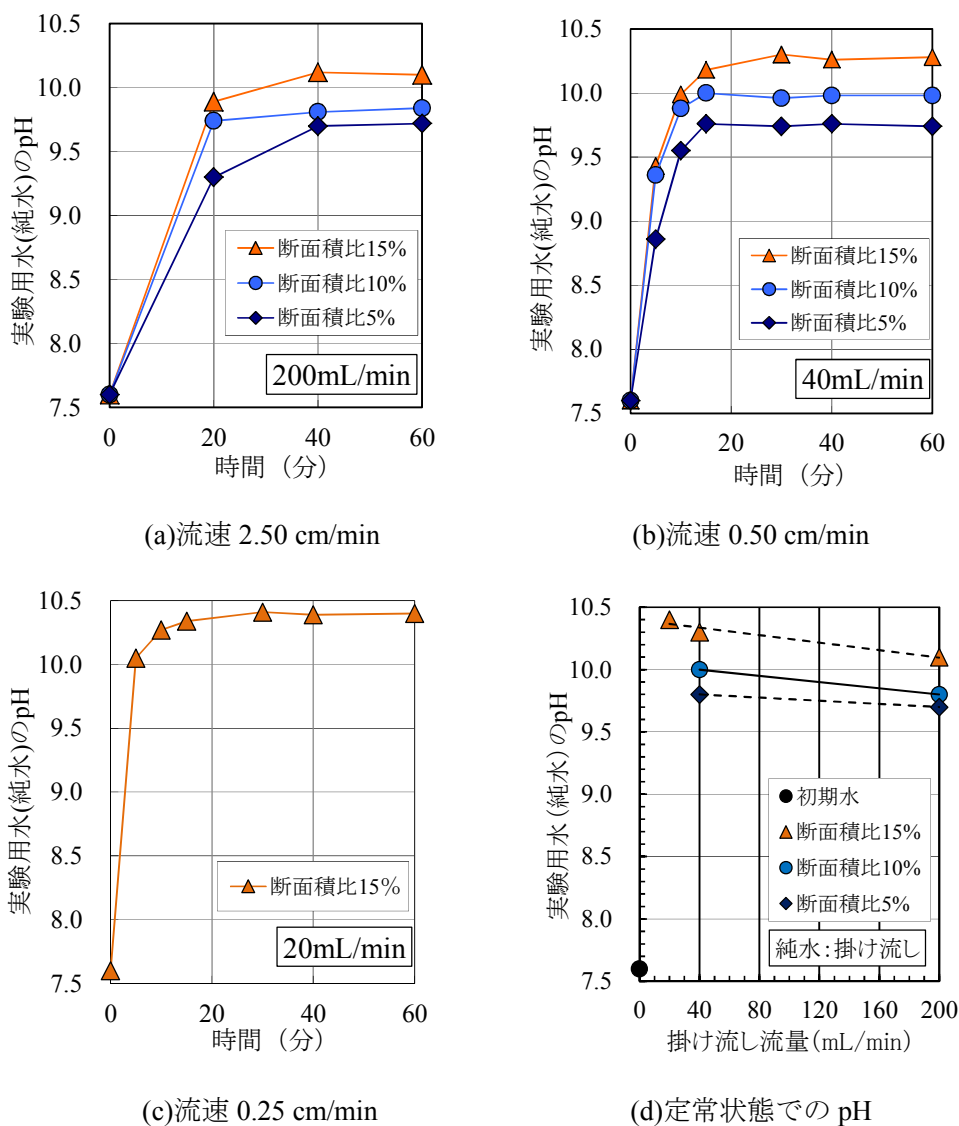 10.5
10.0
9.5
9.0
8.5
8.0
7.5
0
20
40
60
実験用水(純水)のpH
時間（分）
断面積比15%
断面積比10%
断面積比5%
200mL/min
(a)流速 2.50 cm/min
10.5
10.0
9.5
9.0
8.5
8.0
7.5
0
20
40
60
実験用水(純水)のpH
時間（分）
断面積比15%
断面積比10%
断面積比5%
40mL/min
(b)流速 0.50 cm/min
10.5
10.0
9.5
9.0
8.5
8.0
7.5
0
20
40
60
実験用水(純水)のpH
時間（分）
断面積比15%
20mL/min
(c)流速 0.25 cm/min
10.5
10.0
9.5
9.0
8.5
8.0
7.5
0
40
80
120
160
200
実験用水（純水）のpH
掛け流し流量（mL/min）
初期水
断面積比15%
断面積比10%
断面積比5%
純水：掛け流し
(d)定常状態での pH